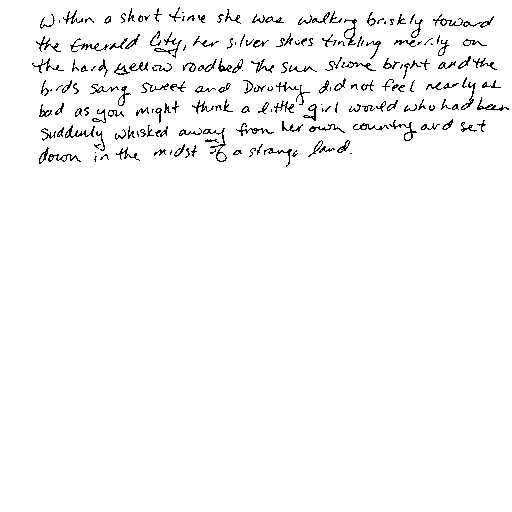 Within a short time she was walking briskly toward
the Emerald City, her silver shoes tinkling merrily on
the hard, yellow roadbed. The sun shone bright and the
birds sang sweet and Dorothy did not feel nearly as
bad as you might think a little girl would who had been
suddenly whisked away from her own country and set
down in the midst of a strange land.